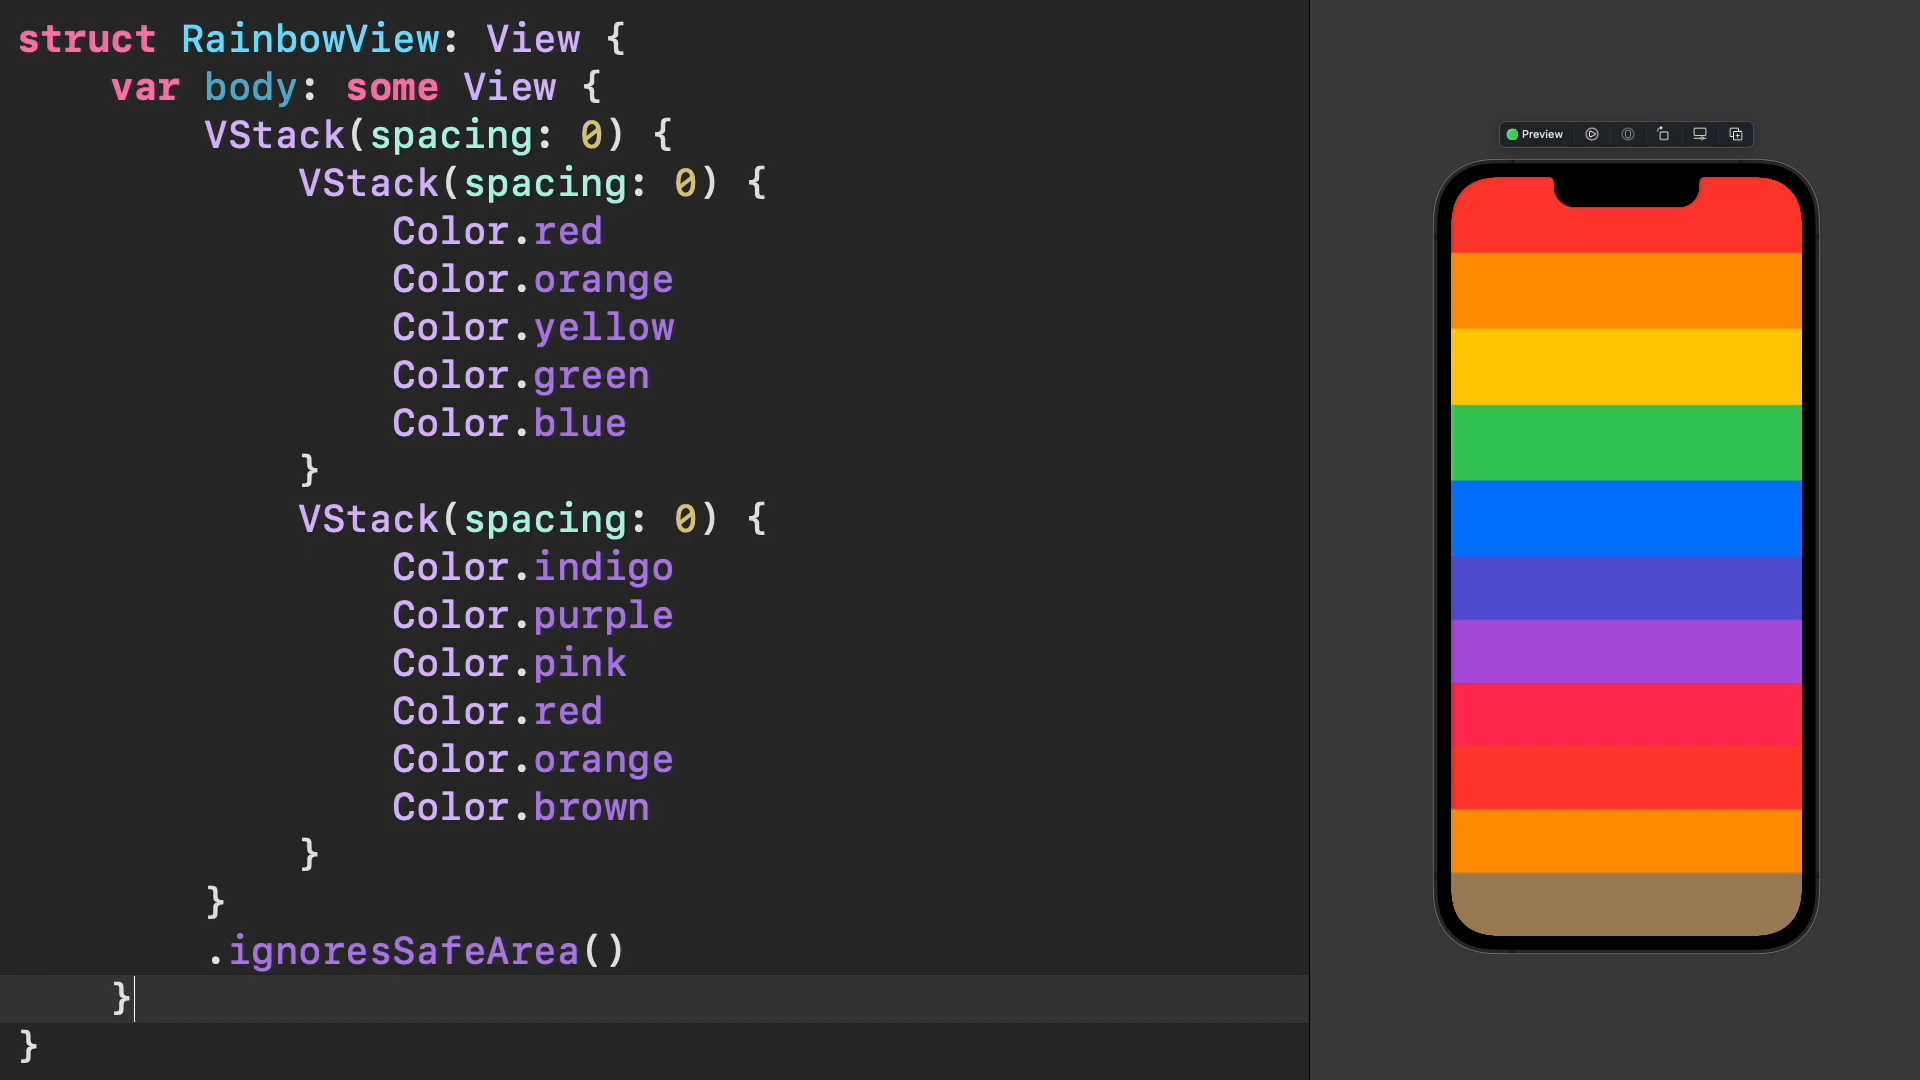 struct RainbowView: View {
var body: some View {
VStack(spacing: 0) {
VStack(spacing: 0) {
Color.red
Color.orange
Color.yellow
Color.green
Color.blue
}
VStack(spacing: 0) {
Color.indigo
Color.purple
Color.pink
Color.red
Color.orange
Color.brown
}
}
.ignoresSafeArea()
}
}
Preview